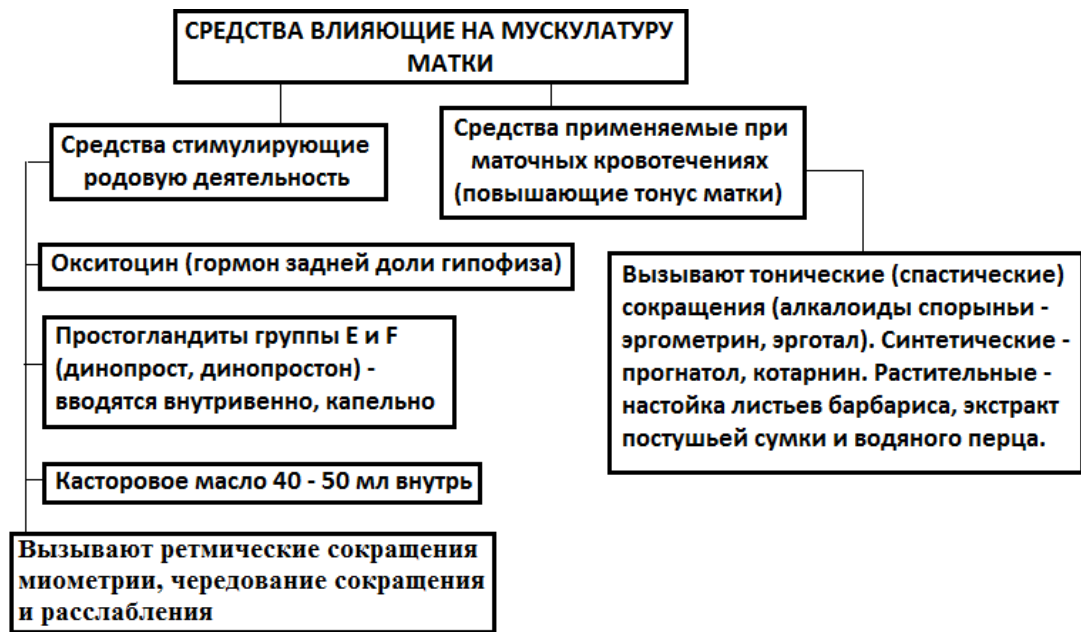 СРЕДСТВА ВЛИЯЮЩИЕ НА МУСКУЛАТУРУ
МАТКИ
Средства стимулирующие
родовую деятельность
Средства применяемые при
маточных кровотечениях
(повышающие тонус матки)
Окситоцин (гормон задней доли гипофиза)
Простогландиты группы Е и F
(динопрост, динопростон) -
вводятся внутривенно, капельно
Касторовое масло 40 - 50 мл внутрь
Вызывают ретмические сокращения
миометрии, чередование сокращения
и расслабления
Вызывают тонические (спастические)
сокращения (алкалоиды спорыньи -
эргометрин, эрготал). Синтетические -
прогнатол, котарнин. Растительные -
настойка листьев барбариса, экстракт
постушьей сумки и водяного перца.